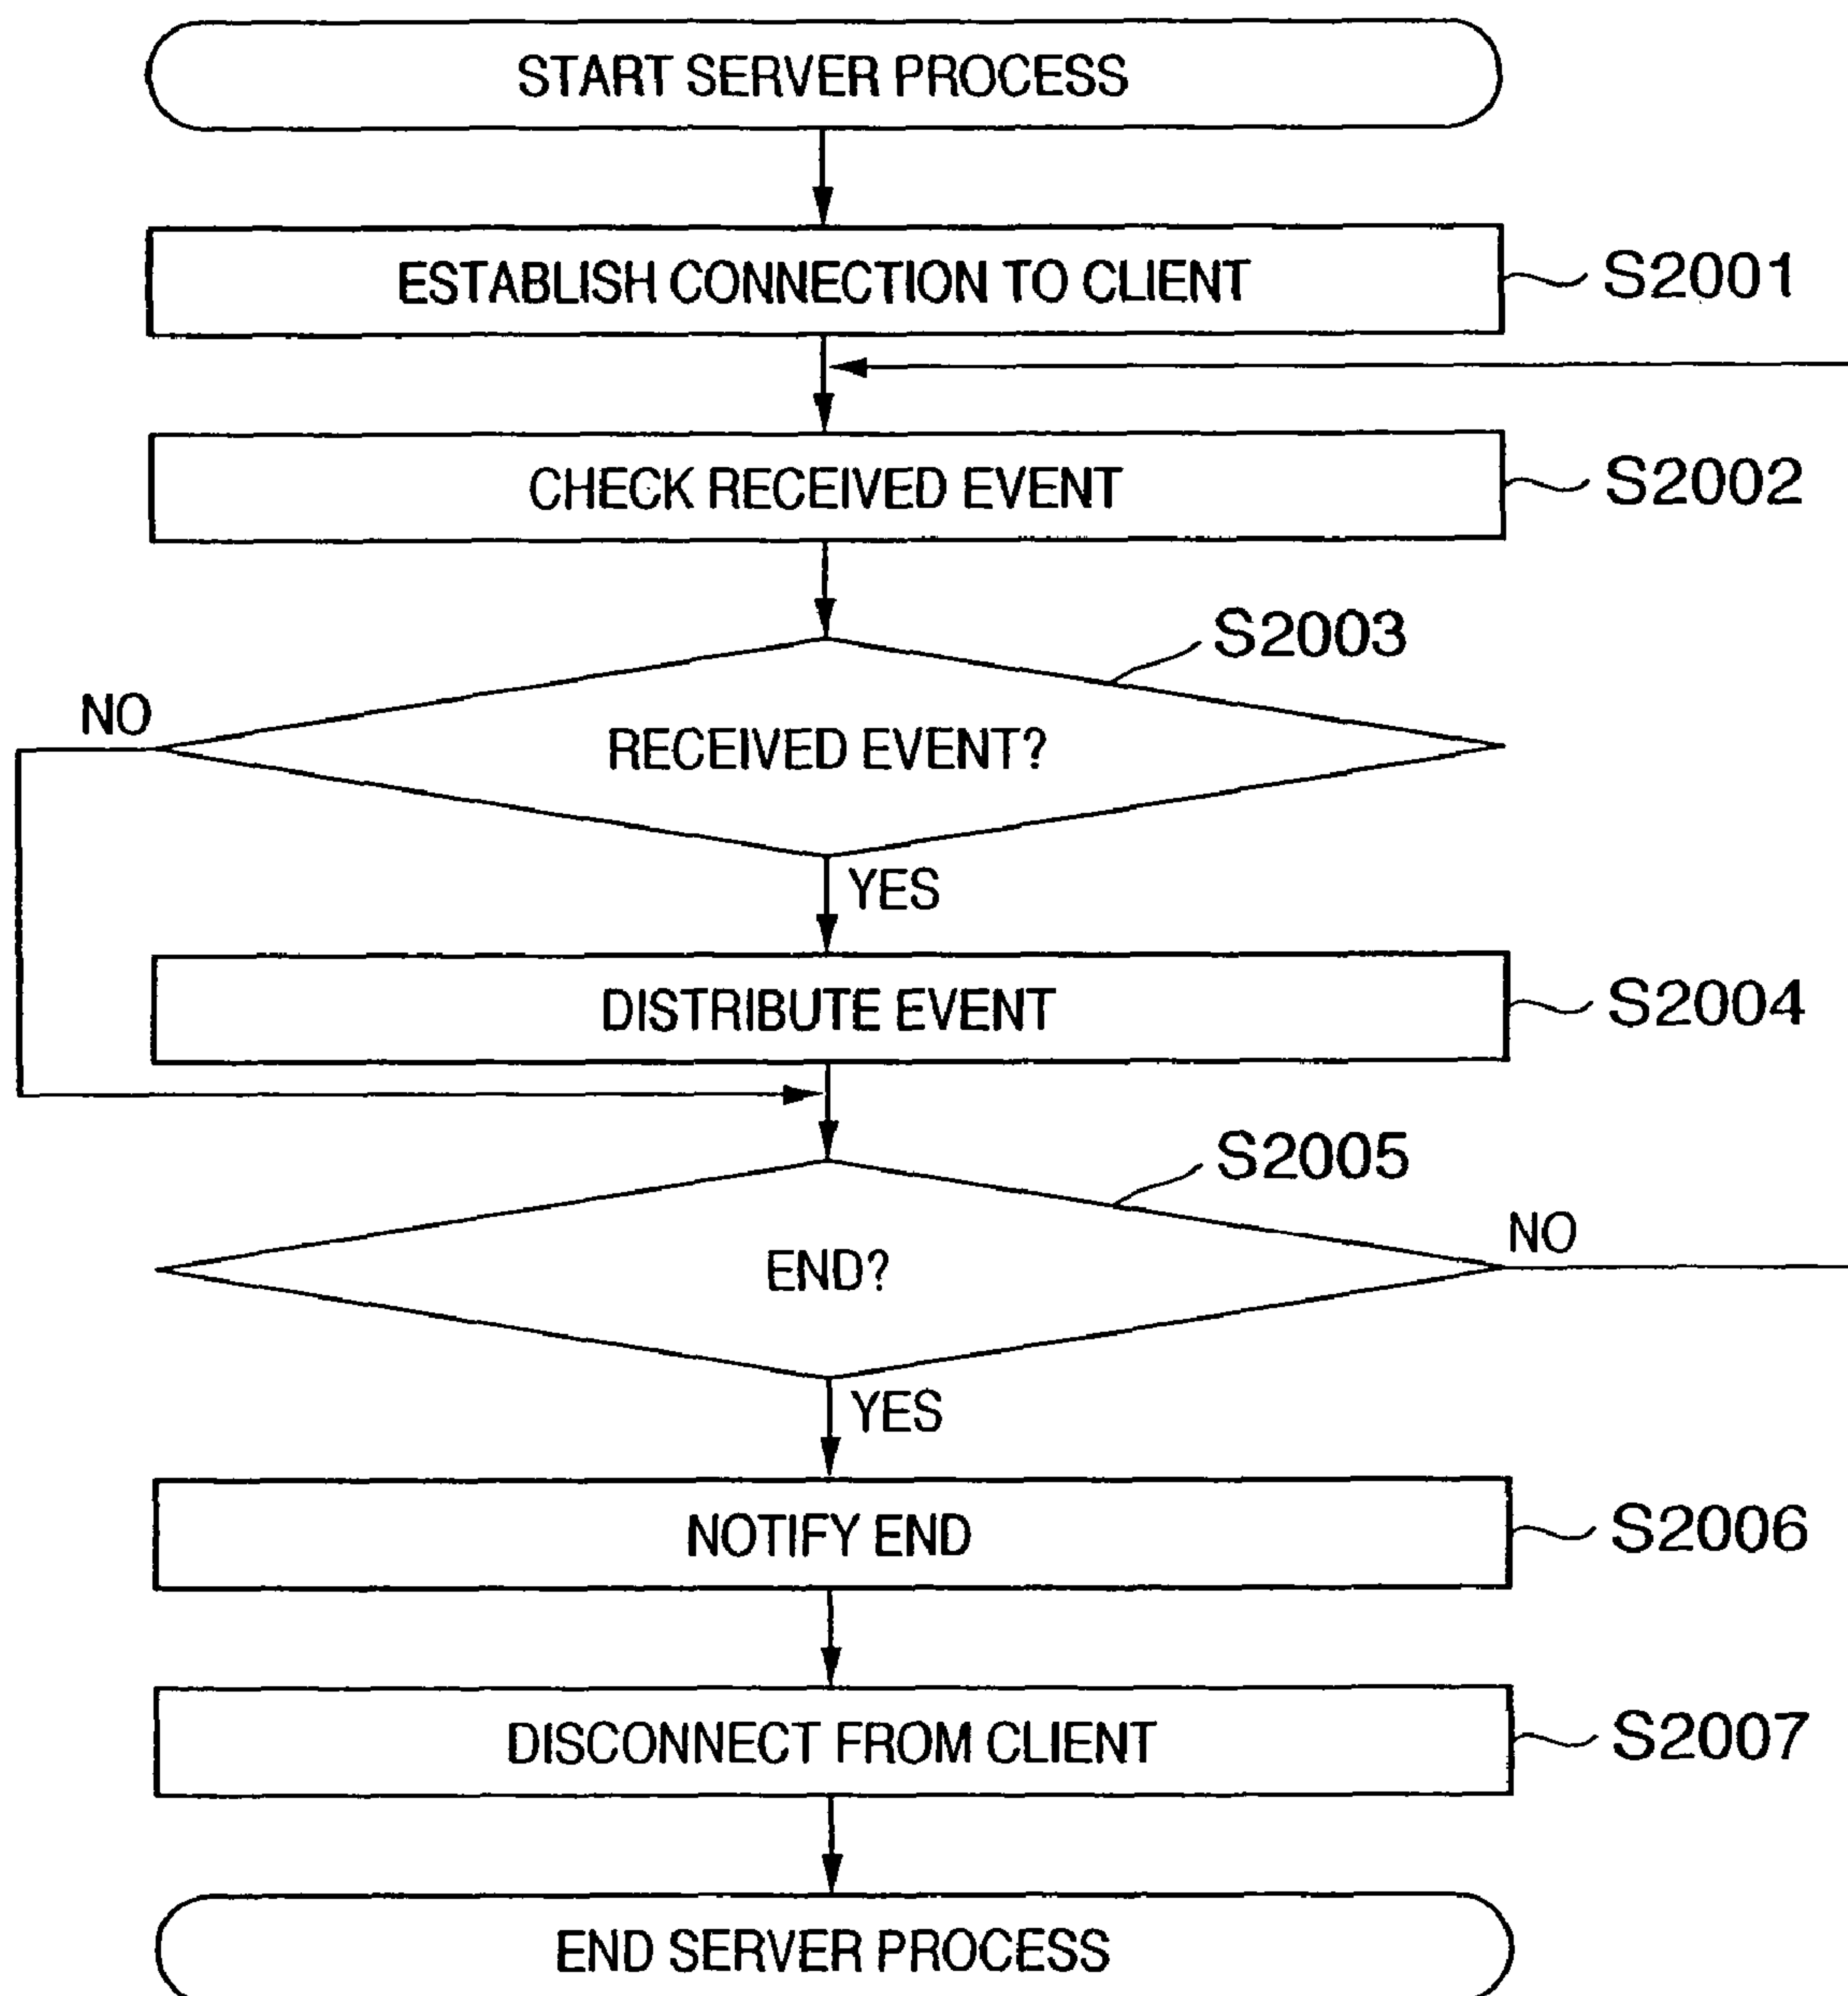 START SERVER PROCESS
ESTABLISH CONNECTION TO CLIENT
S2001
CHECK RECEIVED EVENT
S2002
S2003
NO
RECEIVED EVENT?
YES
DISTRIBUTE EVENT
S2004
S2005
NO
END?
YES
NOTIFY END
S2006
DISCONNECT FROM CLIENT
S2007
END SERVER PROCESS